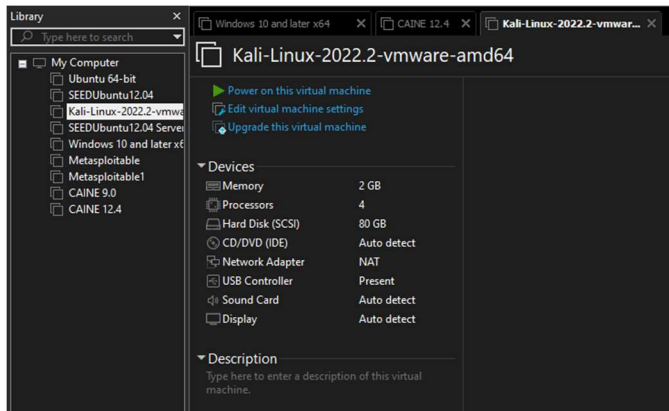 Library
Type here to search
My Computer
Ubuntu 64-bit
SEEDUbuntu12.04
Kali-Linux-2022.2-vmwa
SEEDUbuntu12.04 Server
Windows 10 and later x6
Metasploitable
Metasploitable1
CAINE 9.0
CAINE 12.4
Windows 10 and later x64
CAINE 12.4
Kali-Linux-2022.2-vmwar...
Kali-Linux-2022.2-vmware-amd64
Power on this virtual machine
Edit virtual machine settings
Upgrade this virtual machine
Devices
Memory 2 GB
Processors 4
Hard Disk (SCSI) 80 GB
CD/DVD (IDE) Auto detect
Network Adapter NAT
USB Controller Present
Sound Card Auto detect
Display Auto detect
Description
Type here to enter a description of this virtual
machine.